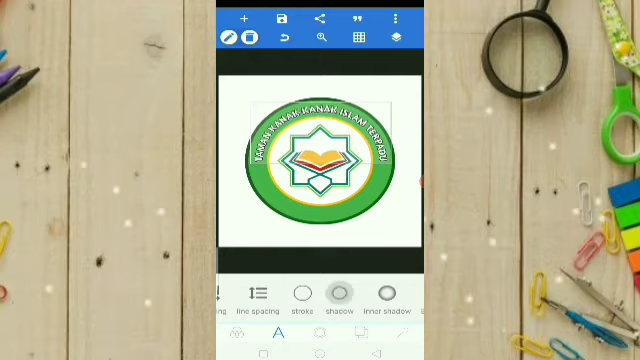 TAMAN KANAK-KANAK ISLAM TERPADU
line spacing
stroke
shadow
inner shadow